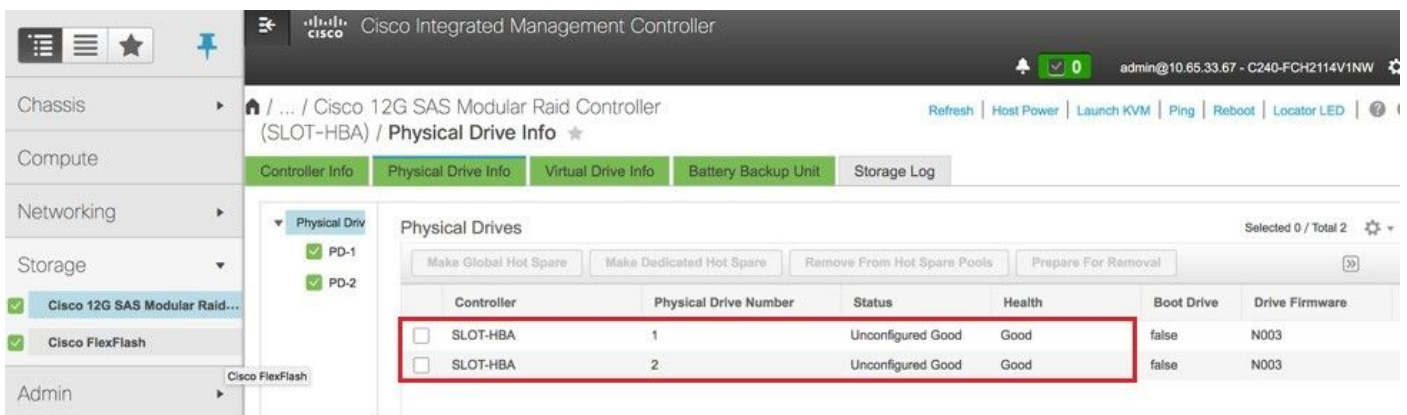 cisco Cisco Integrated Management Controller
0 admin@10.65.33.67 - C240-FCH2114V1NW
Chassis
Compute
Networking
Storage
Cisco 12G SAS Modular Raid...
Cisco FlexFlash
Cisco FlexFlash
Admin
/ ... / Cisco 12G SAS Modular Raid Controller
(SLOT-HBA) / Physical Drive Info
Refresh | Host Power | Launch KVM | Ping | Reboot | Locator LED |
Controller Info Physical Drive Info Virtual Drive Info Battery Backup Unit Storage Log
Physical Driv
PD-1
PD-2
Physical Drives Selected 0 / Total 2
Make Global Hot Spare Make Dedicated Hot Spare Remove From Hot Spare Pools Prepare For Removal
Controller Physical Drive Number Status Health Boot Drive Drive Firmware
SLOT-HBA 1 Unconfigured Good Good false N003
SLOT-HBA 2 Unconfigured Good Good false N003